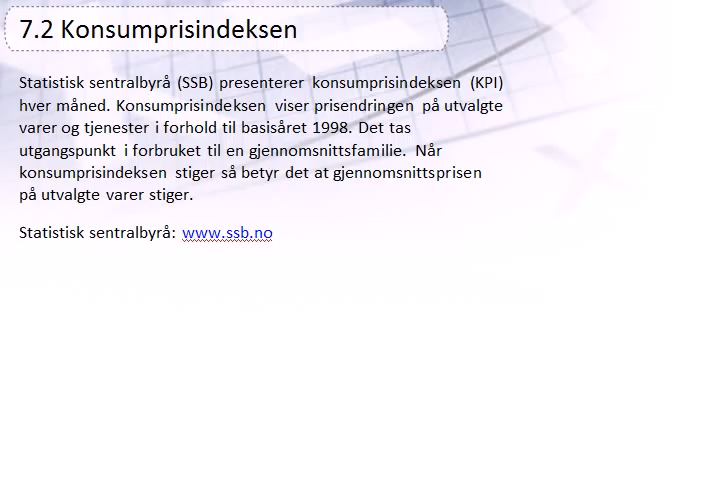 7.2 Konsumprisindeksen
Statistisk sentralbyrå (SSB) presenterer konsumprisindeksen (KPI)
hver måned. Konsumprisindeksen viser prisendringen på utvalgte
varer og tjenester i forhold til basisåret 1998. Det tas
utgangspunkt i forbruket til en gjennomsnittsfamilie. Når
konsumprisindeksen stiger så betyr det at gjennomsnittsprisen
på utvalgte varer stiger.
Statistisk sentralbyrå: www.ssb.no